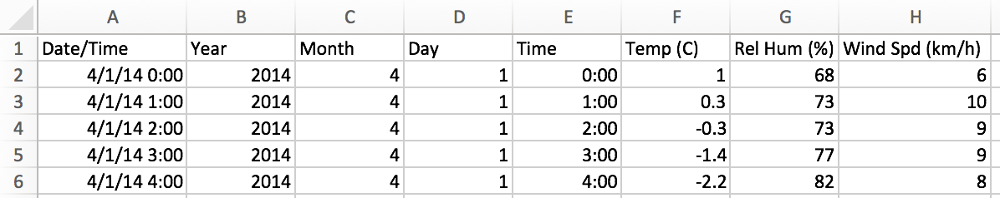 A B C D E F G H
1 Date/Time Year Month Day Time Temp (C) Rel Hum (%) Wind Spd (km/h)
2 4/1/14 0:00 2014 4 1 0:00 1 68 6
3 4/1/14 1:00 2014 4 1 1:00 0.3 73 10
4 4/1/14 2:00 2014 4 1 2:00 -0.3 73 9
5 4/1/14 3:00 2014 4 1 3:00 -1.4 77 9
6 4/1/14 4:00 2014 4 1 4:00 -2.2 82 8